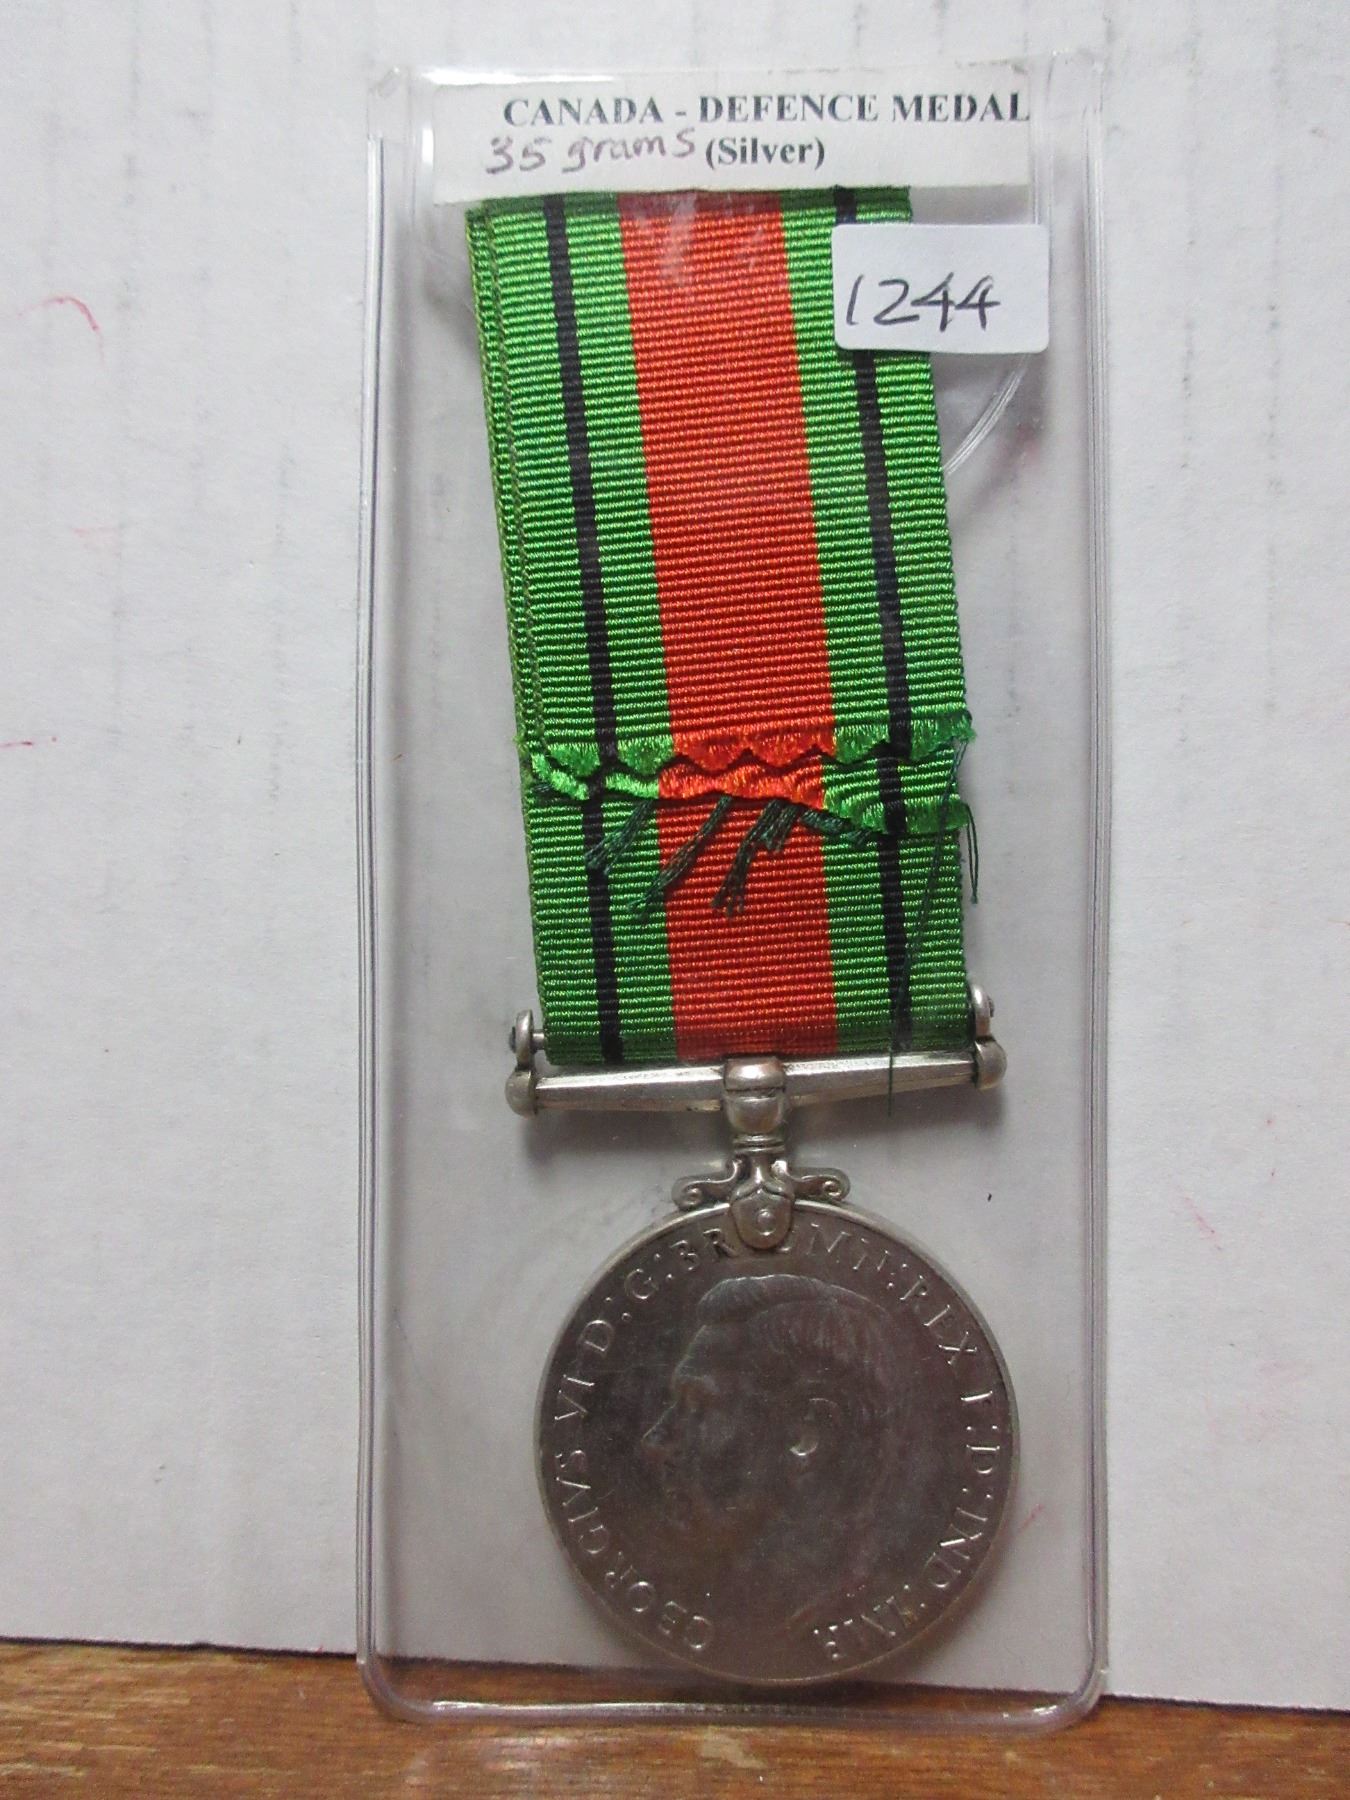 CANADA - DEFENCE MEDAL
35 grams (Silver)
1244
GEORGIVS VI D:G:BR OMN:REX F:D:IND:IMP.